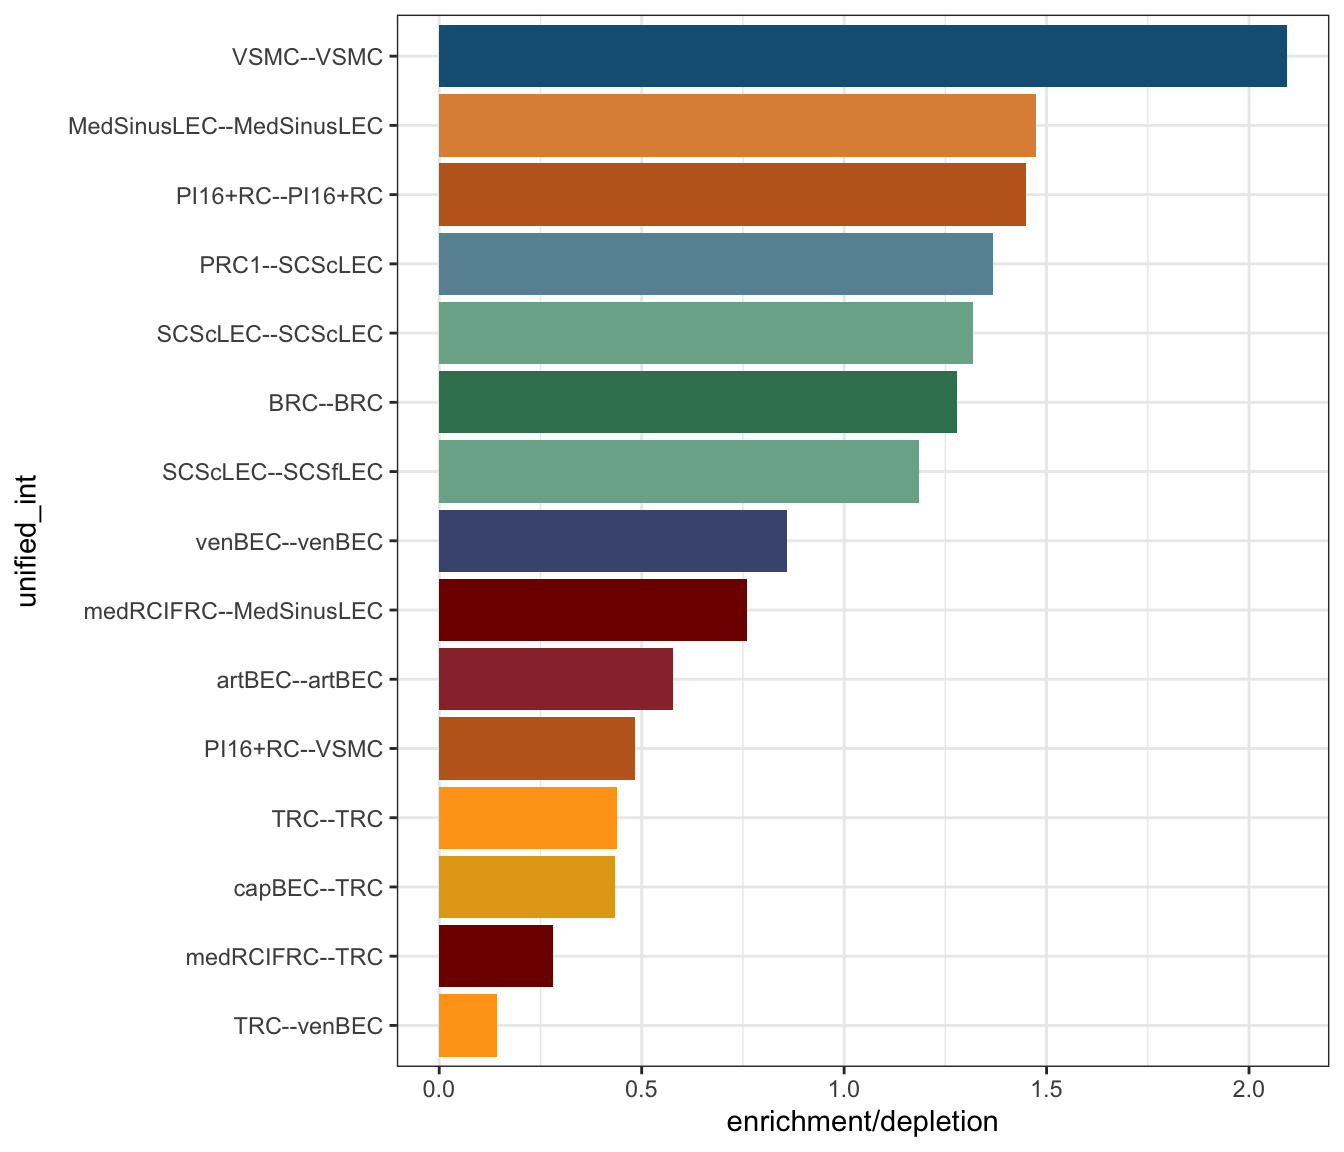 VSMC--VSMC
MedSinusLEC--MedSinusLEC
PI16+RC--PI16+RC
PRC1--SCScLEC
SCScLEC--SCScLEC
BRC--BRC
SCScLEC--SCSfLEC
venBEC--venBEC
medRCIFRC--MedSinusLEC
artBEC--artBEC
PI16+RC--VSMC
TRC--TRC
capBEC--TRC
medRCIFRC--TRC
TRC--venBEC
unified_int
0.0 0.5 1.0 1.5 2.0
enrichment/depletion